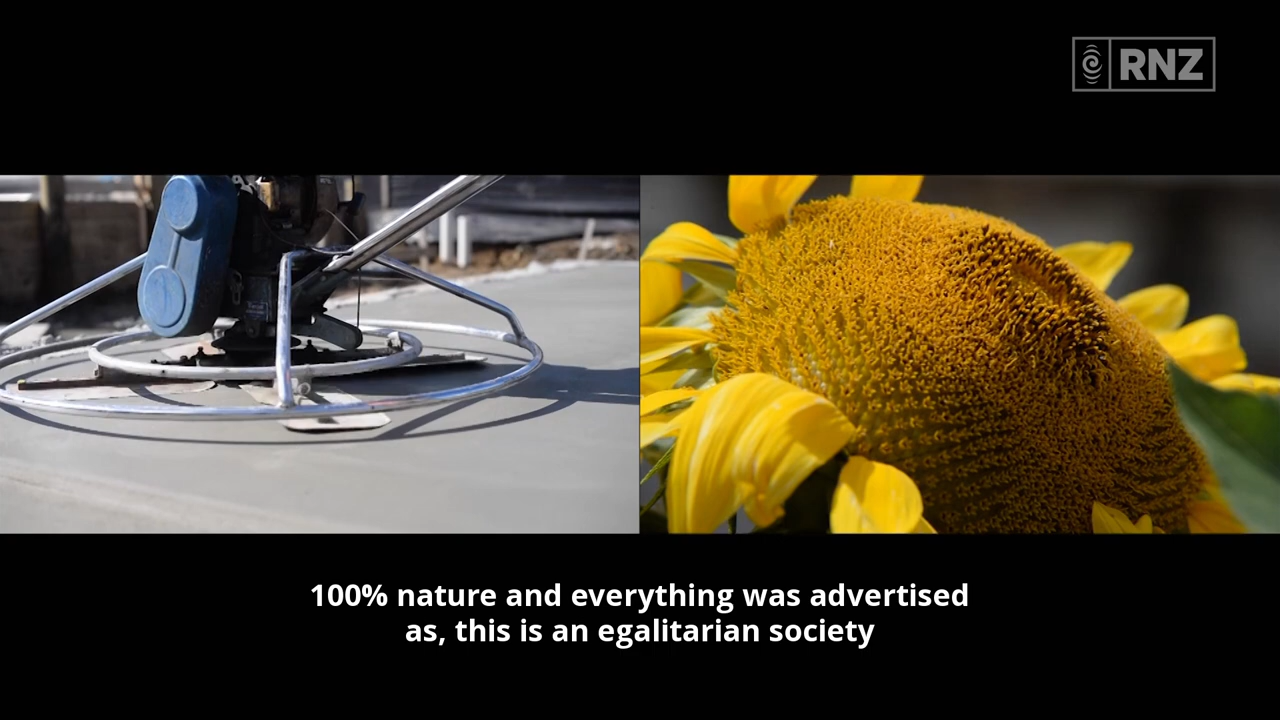 RNZ
100% nature and everything was advertised
as, this is an egalitarian society